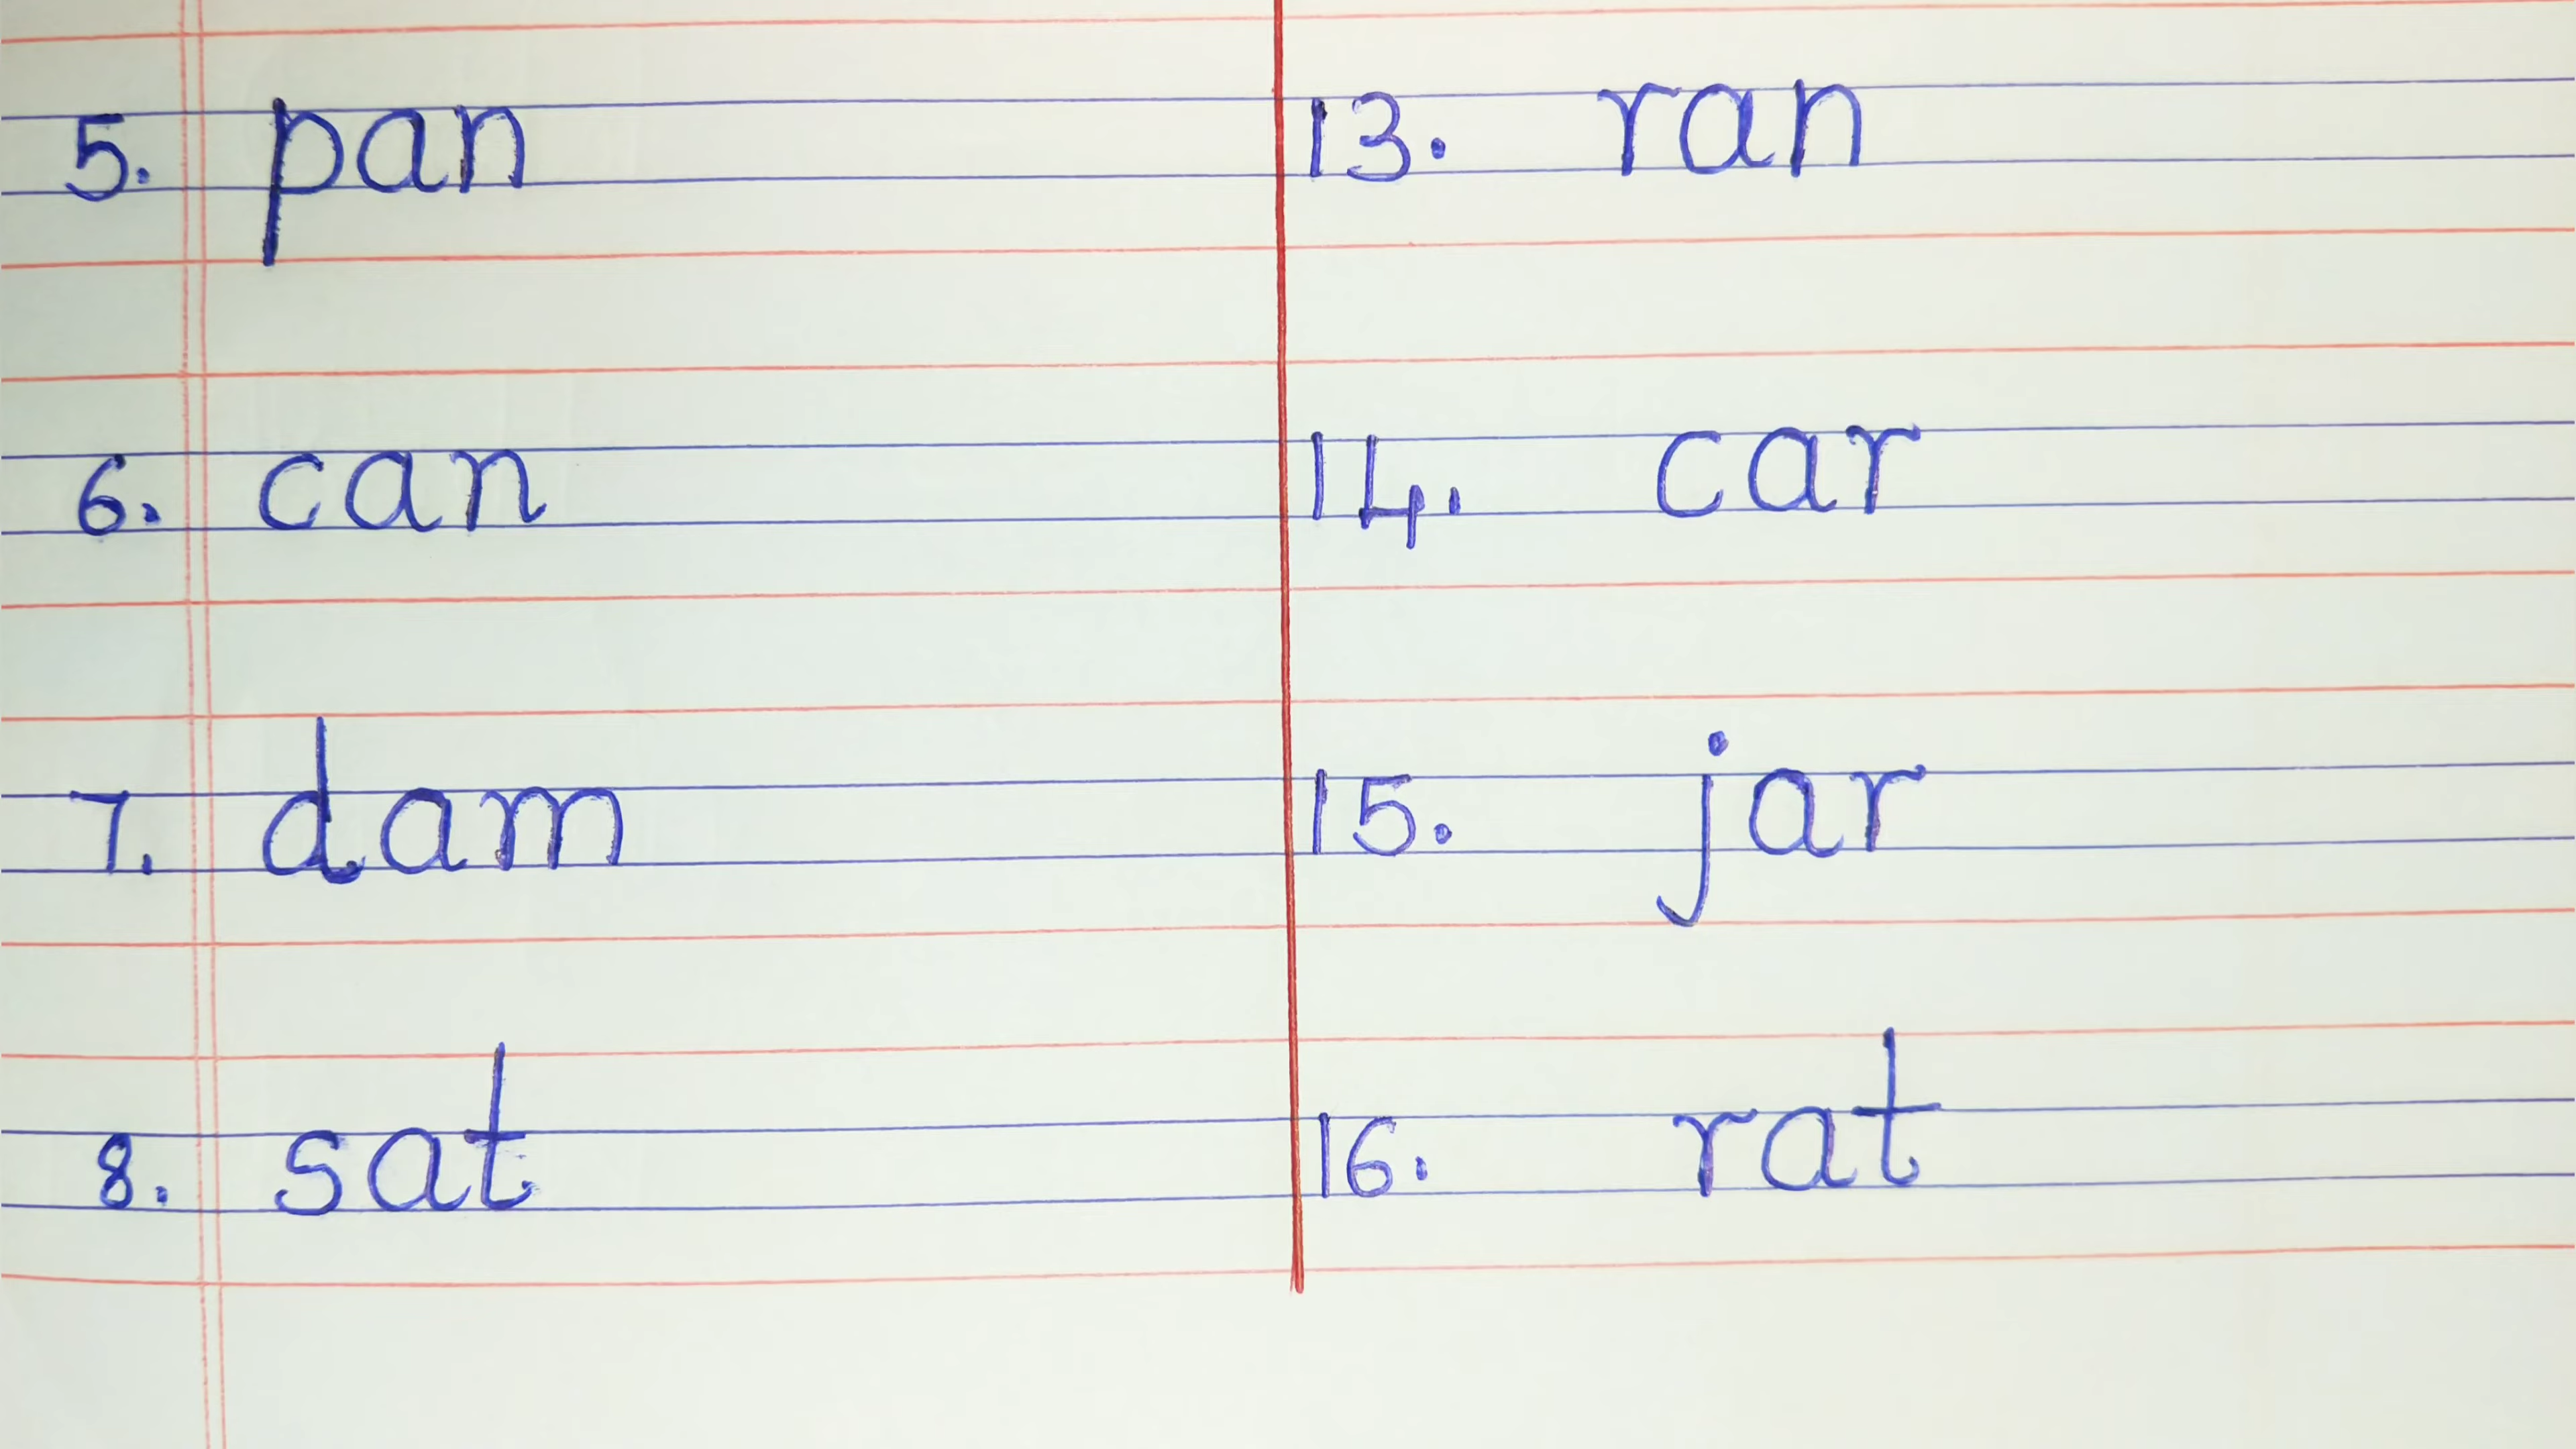 5. pan
6. can
7. dam
8. sat
13. ran
14. car
15. jar
16. rat